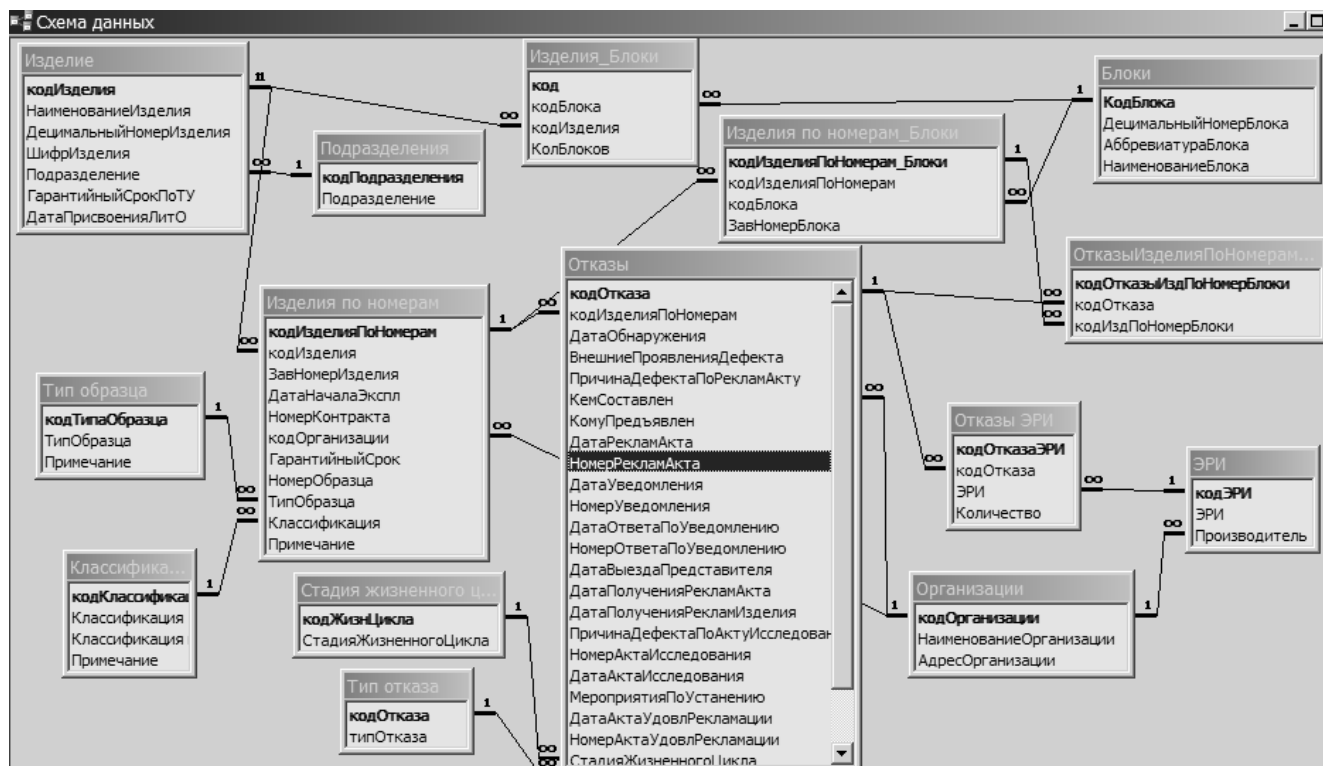 Схема данных
Изделие
кодИзделия
НаименованиеИзделия
ДецимальныйНомерИзделия
ШифрИзделия
Подразделение
ГарантийныйСрокПоТУ
ДатаПрисвоенияЛитО
Подразделения
кодПодразделения
Подразделение
Изделия_Блоки
код
кодБлока
кодИзделия
КолБлоков
Изделия по номерам_Блоки
кодИзделияПоНомерам_Блоки
кодИзделияПоНомерам
кодБлока
ЗавНомерБлока
Блоки
КодБлока
ДецимальныйНомерБлока
АббревиатураБлока
НаименованиеБлока
ОтказыИзделияПоНомерам...
кодОтказыИздПоНомерБлоки
кодОтказа
кодИздПоНомерБлоки
Изделия по номерам
кодИзделияПоНомерам
кодИзделия
ЗавНомерИзделия
ДатаНачалаЭкспл
НомерКонтракта
кодОрганизации
ГарантийныйСрок
НомерОбразца
ТипОбразца
Классификация
Примечание
Отказы
кодОтказа
кодИзделияПоНомерам
ДатаОбнаружения
ВнешниеПроявленияДефекта
ПричинаДефектаПоРекламАкту
КемСоставлен
КомуПредъявлен
ДатаРекламАкта
НомерРекламАкта
ДатаУведомления
НомерУведомления
ДатаОтветаПоУведомлению
НомерОтветаПоУведомлению
ДатаВыездаПредставителя
ДатаПолученияРекламАкта
ДатаПолученияРекламИзделия
ПричинаДефектаПоАктуИсследован
НомерАктаИсследования
ДатаАктаИсследования
МероприятияПоУстанению
ДатаАктаУдовлРекламации
НомерАктаУдовлРекламации
СтадияЖизненногоЦикла
Тип образца
кодТипаОбразца
ТипОбразца
Примечание
Классифика...
кодКлассификац
Классификация
Классификация
Примечание
Стадия жизненного ц...
кодЖизнЦикла
СтадияЖизненногоЦикла
Тип отказа
кодОтказа
типОтказа
Отказы ЭРИ
кодОтказаЭРИ
кодОтказа
ЭРИ
Количество
ЭРИ
кодЭРИ
ЭРИ
Производитель
Организации
кодОрганизации
НаименованиеОрганизации
АдресОрганизации